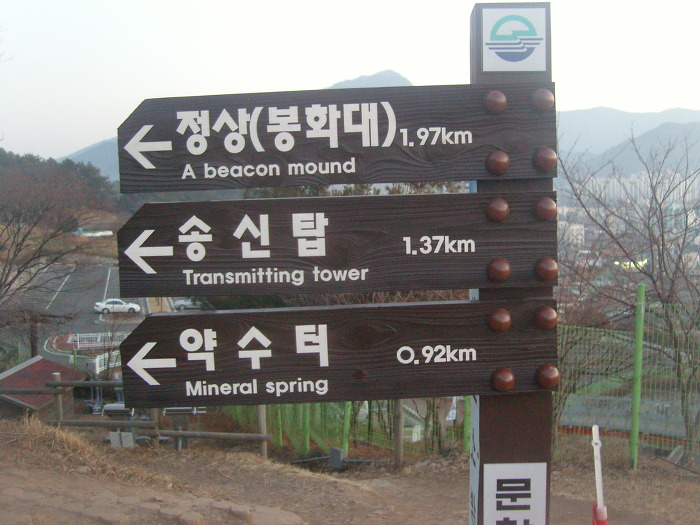 정상(봉화대) 1.97km
A beacon mound
송신탑 1.37km
Transmitting tower
약수터 0.92km
Mineral spring
문